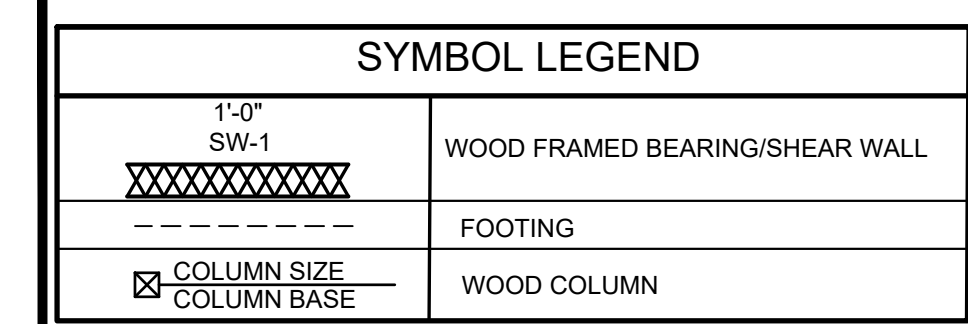 SYMBOL LEGEND
1'-0"
SW-1
WOOD FRAMED BEARING/SHEAR WALL
FOOTING
COLUMN SIZE
COLUMN BASE
WOOD COLUMN